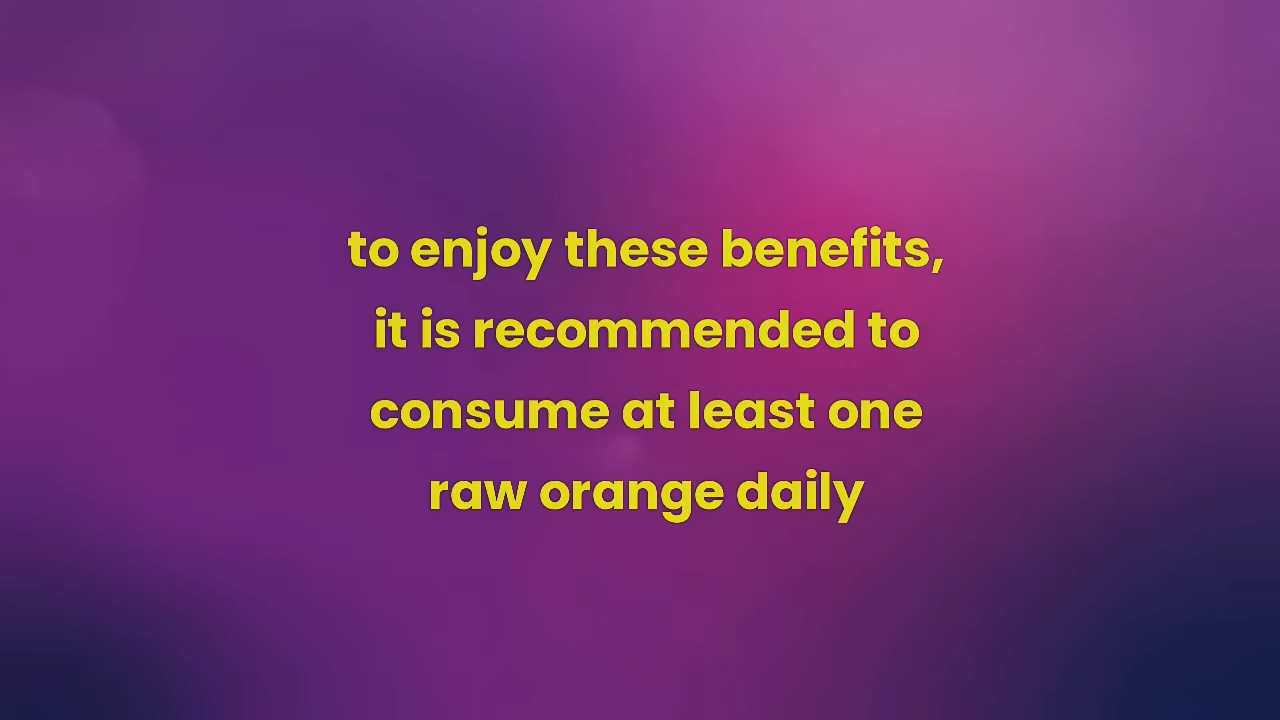 to enjoy these benefits,
it is recommended to
consume at least one
raw orange daily